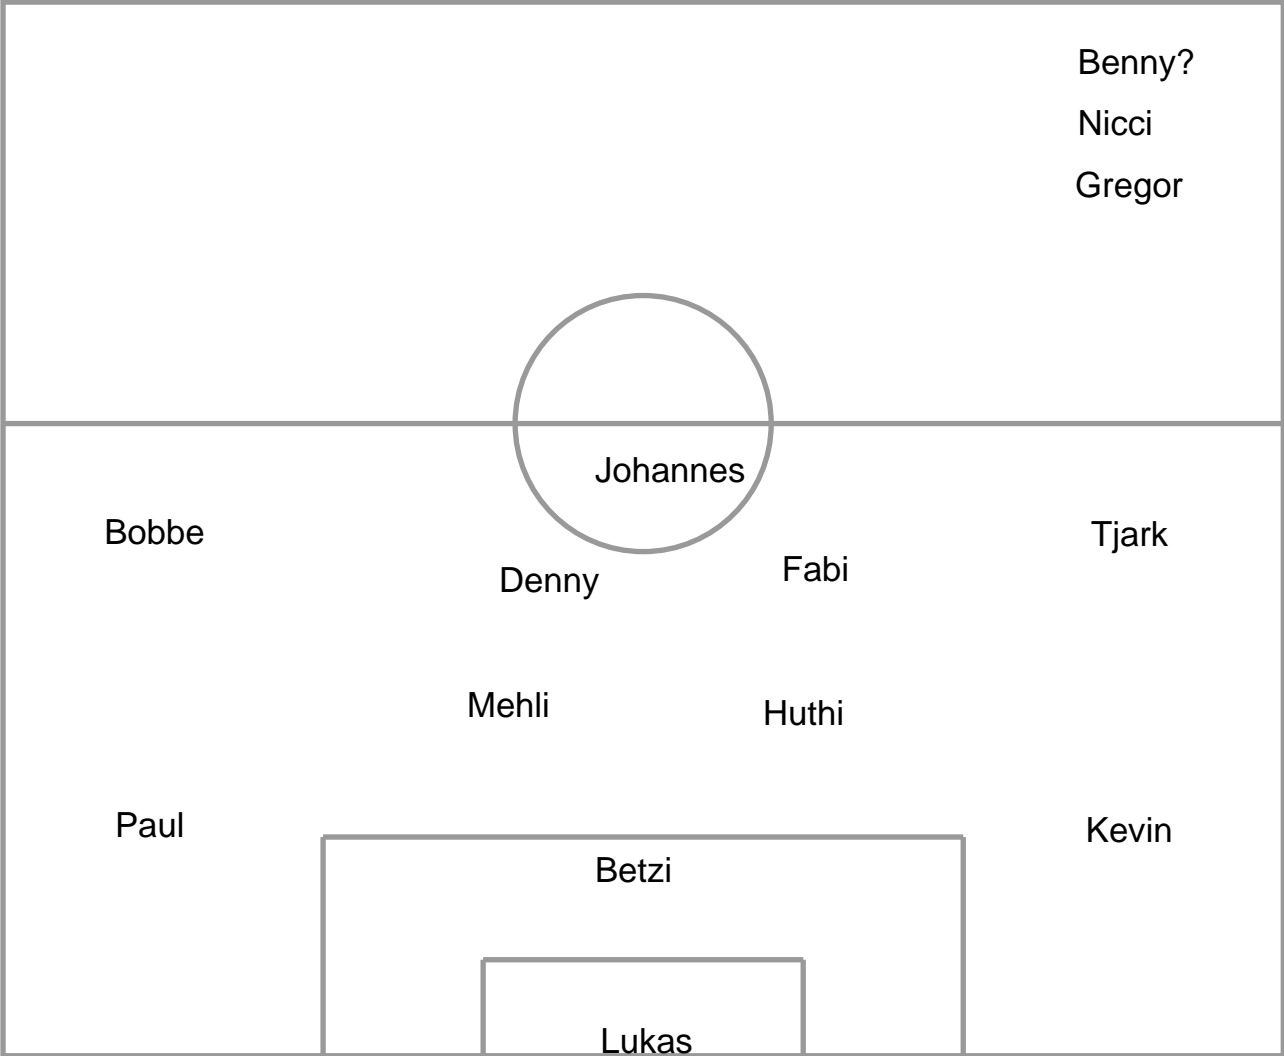 Benny?
Nicci
Gregor
Johannes
Bobbe
Tjark
Denny
Fabi
Mehli
Huthi
Paul
Kevin
Betzi
Lukas